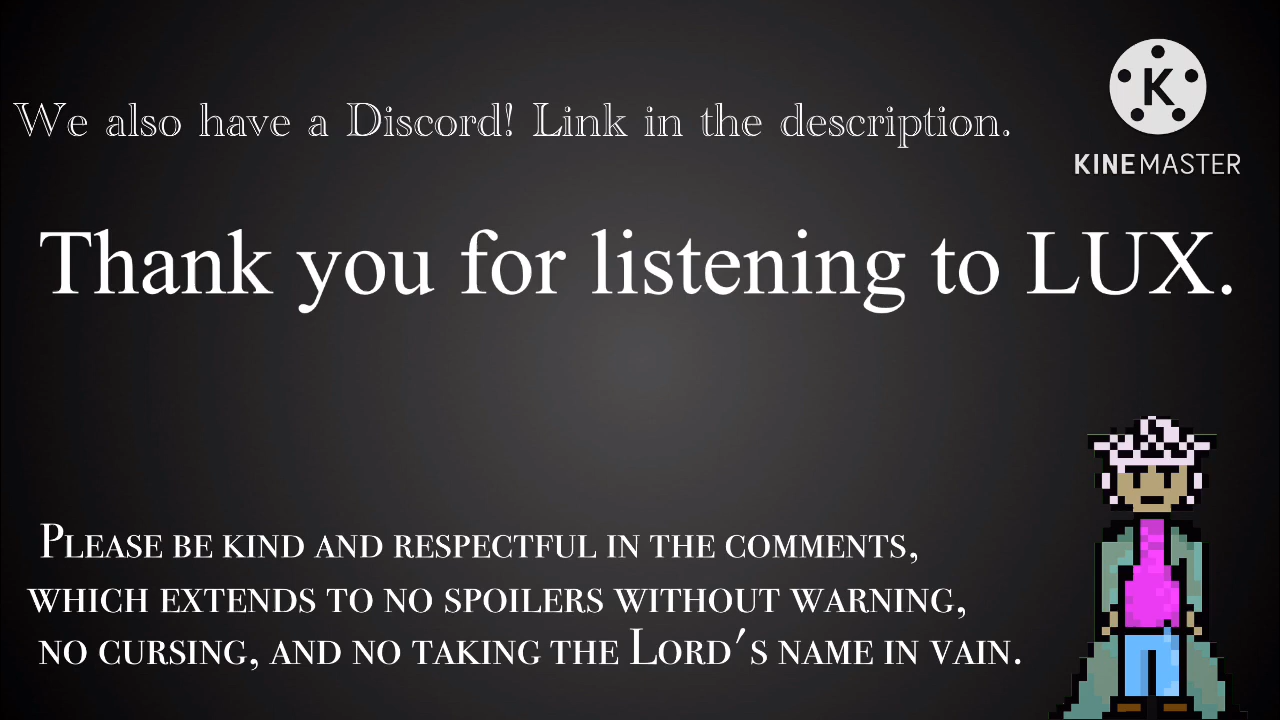 We also have a Discord! Link in the description.
K
KINEMASTER
Thank you for listening to LUX.
Please be kind and respectful in the comments,
which extends to no spoilers without warning,
no cursing, and no taking the Lord's name in vain.